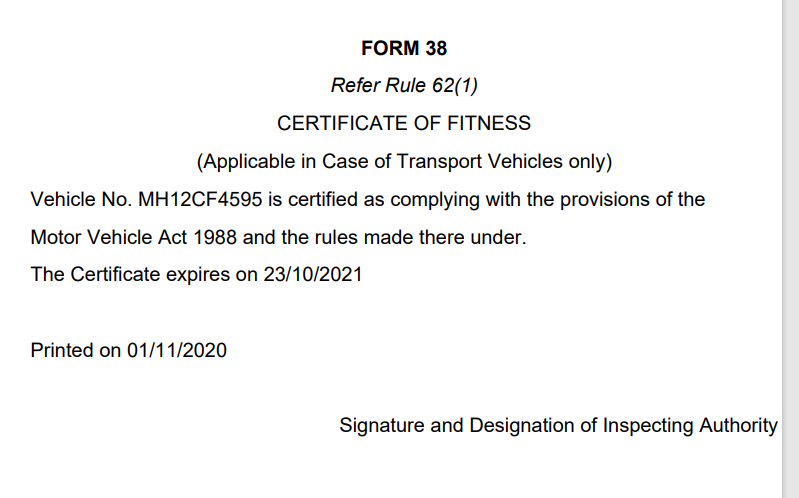 FORM 38
Refer Rule 62(1)
CERTIFICATE OF FITNESS
(Applicable in Case of Transport Vehicles only)
Vehicle No. MH12CF4595 is certified as complying with the provisions of the
Motor Vehicle Act 1988 and the rules made there under.
The Certificate expires on 23/10/2021
Printed on 01/11/2020
Signature and Designation of Inspecting Authority